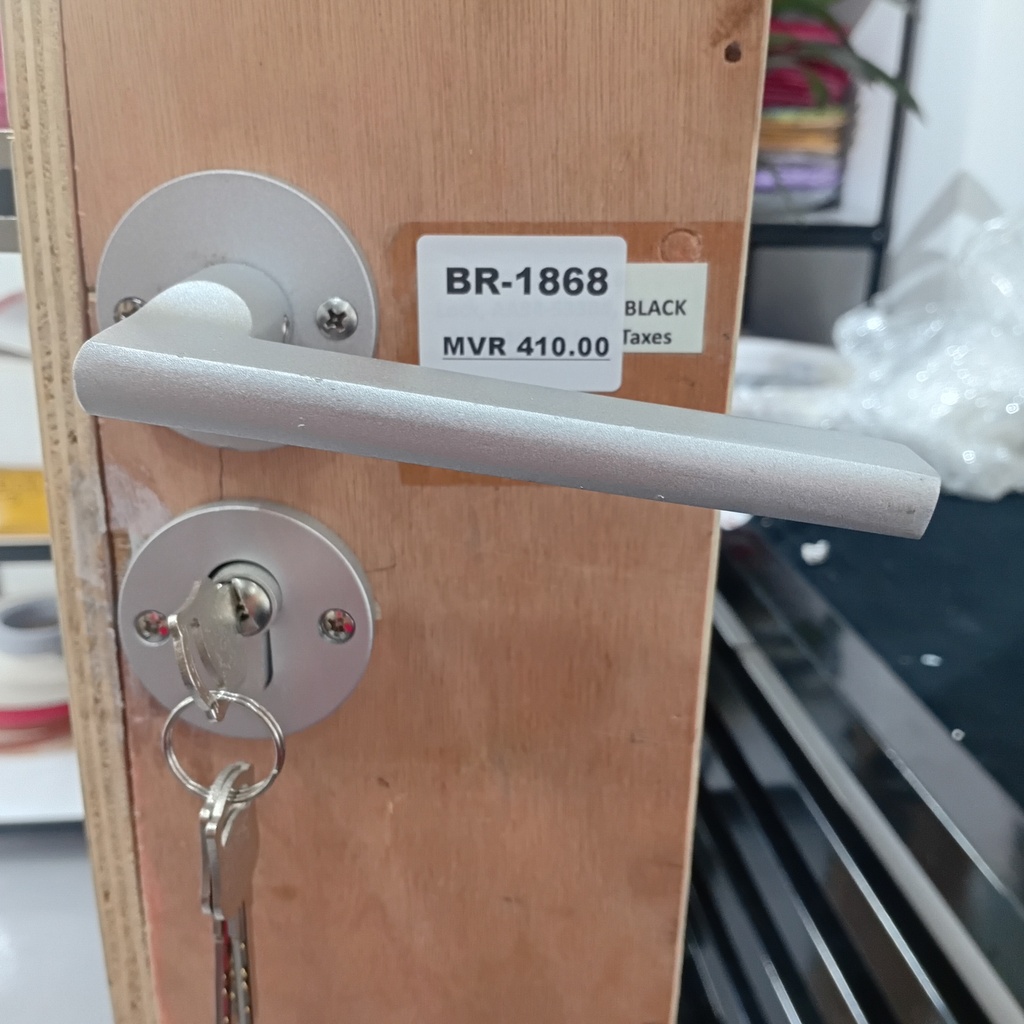 BR-1868
MVR 410.00
BLACK
Taxes